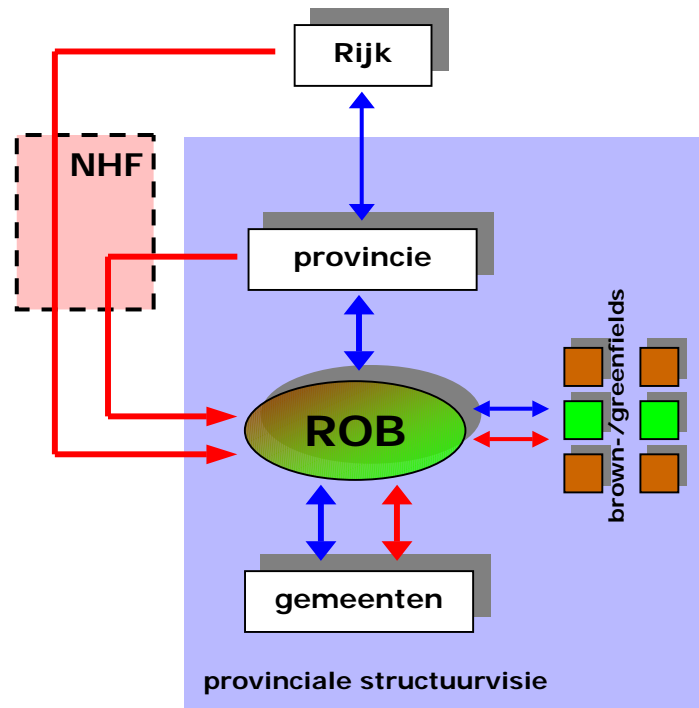 Rijk
NHF
provincie
brown-/greenfields
ROB
gemeenten
provinciale structuurvisie